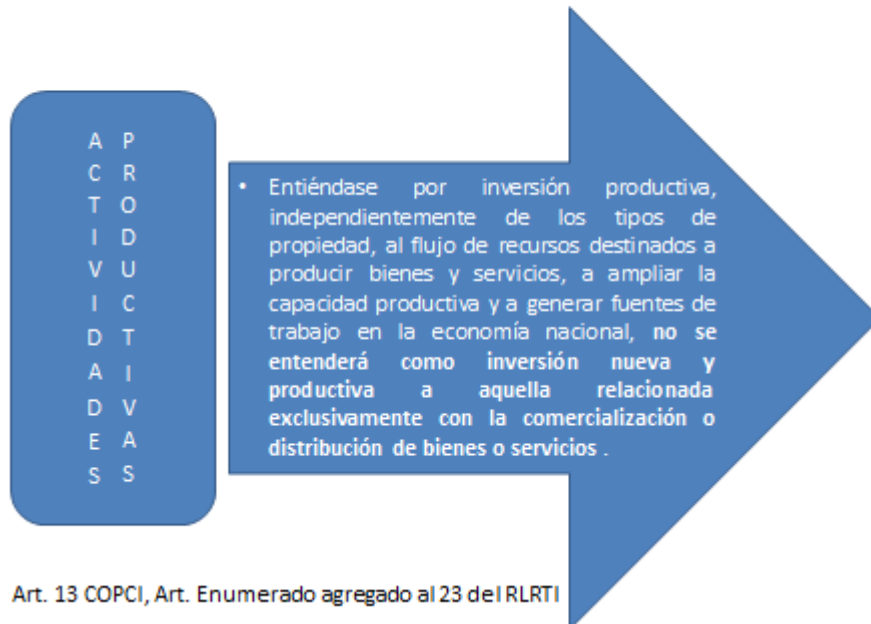 ACTIVIDADES
PRODUCTIVAS
• Entiéndase por inversión productiva,
independientemente de los tipos de
propiedad, al flujo de recursos destinados a
producir bienes y servicios, a ampliar la
capacidad productiva y a generar fuentes de
trabajo en la economía nacional, no se
entenderá como inversión nueva y
productiva a aquella relacionada
exclusivamente con la comercialización o
distribución de bienes o servicios .
Art. 13 COPCI, Art. Enumerado agregado al 23 del RLRTI